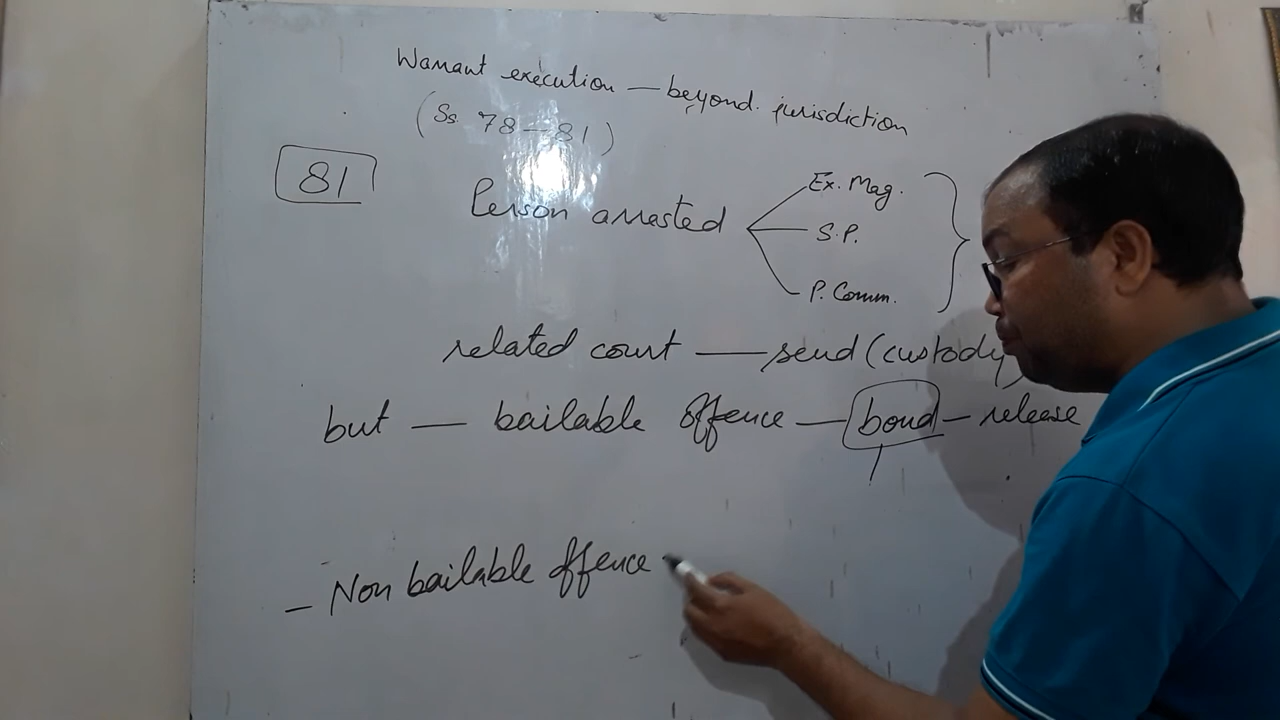 Warrant execution — beyond jurisdiction
(Ss. 78 — 81)
81
Person arrested
Ex. Mag.
S.P.
P. Comm.
related court — send (custody)
but — bailable offence — bond — release
— Non bailable offence